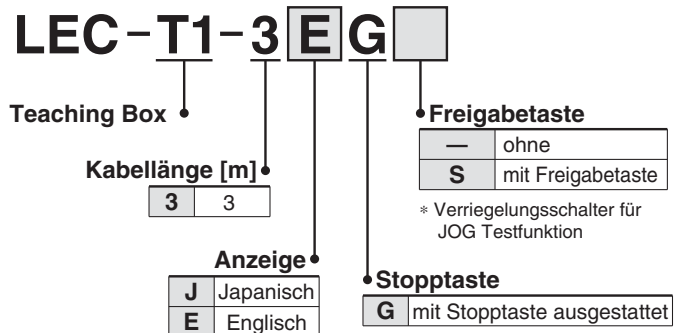 LEC-T1-3EG
Teaching Box
Freigabetaste
— ohne
S mit Freigabetaste
* Verriegelungsschalter für
JOG Testfunktion
Kabellänge [m]
3 3
Anzeige
J Japanisch
E Englisch
Stopptaste
G mit Stopptaste ausgestattet